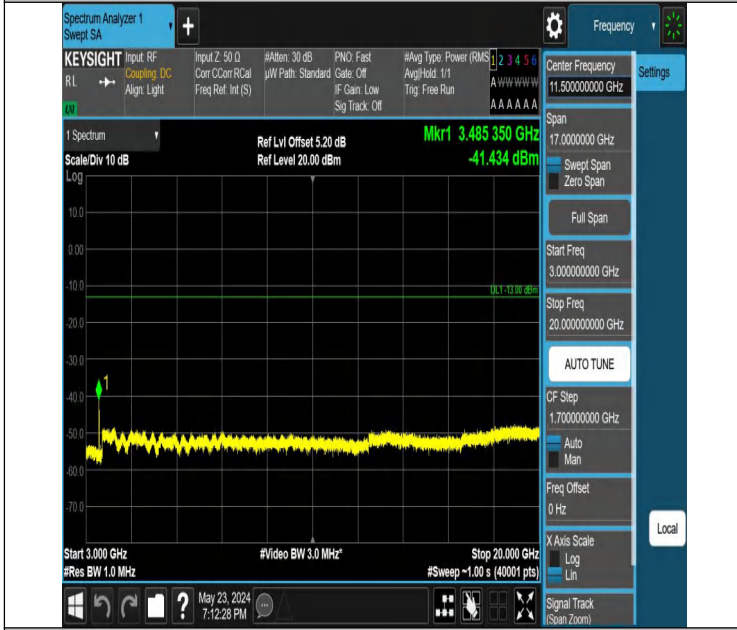 Spectrum Analyzer 1
Swept SA
+
Frequency
KEYSIGHT
RL
Input: RF
Coupling: DC
Align: Light
Input Z: 50 Ω
Corr CCorr RCal
Freq Ref: Int (S)
#Atten: 30 dB
µW Path: Standard
PNO: Fast
Gate: Off
IF Gain: Low
Sig Track: Off
#Avg Type: Power (RMS
Avg|Hold: 1/1
Trig: Free Run
1 2 3 4 5 6
A W W W W W
A A A A A A
1 Spectrum
Scale/Div 10 dB
Log
Ref Lvl Offset 5.20 dB
Ref Level 20.00 dBm
Mkr1 3.485 350 GHz
-41.434 dBm
10.0
0.00
-10.0
-20.0
-30.0
-40.0
-50.0
-60.0
-70.0
DL1 -13.00 dBm
1
Start 3.000 GHz
#Res BW 1.0 MHz
#Video BW 3.0 MHz*
Stop 20.000 GHz
#Sweep ~1.00 s (40001 pts)
?
May 23, 2024
7:12:28 PM
Center Frequency
11.500000000 GHz
Settings
Span
17.0000000 GHz
Swept Span
Zero Span
Full Span
Start Freq
3.000000000 GHz
Stop Freq
20.000000000 GHz
AUTO TUNE
CF Step
1.700000000 GHz
Auto
Man
Freq Offset
0 Hz
X Axis Scale
Log
Lin
Local
Signal Track
(Span Zoom)